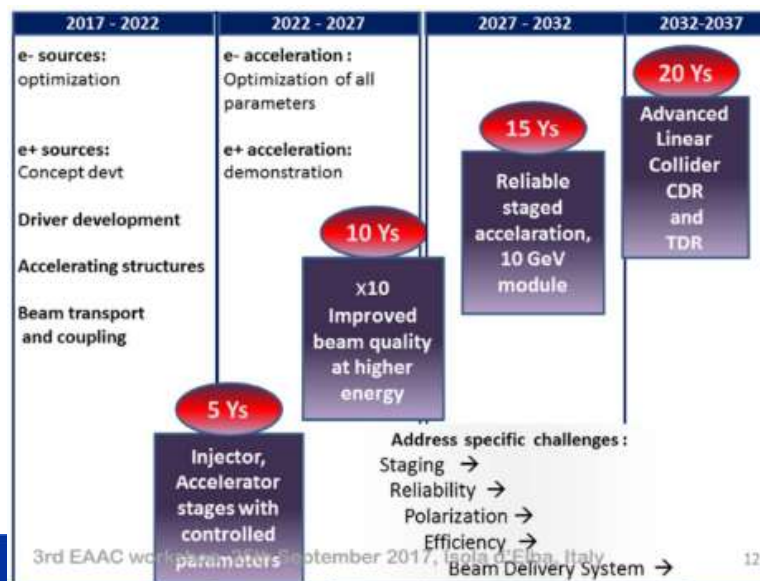 2017 - 2022
2022 - 2027
2027 - 2032
2032-2037
e- sources:
optimization
e+ sources:
Concept devt
Driver development
Accelerating structures
Beam transport
and coupling
e- acceleration :
Optimization of all
parameters
e+ acceleration:
demonstration
5 Ys
Injector,
Accelerator
stages with
controlled
parameters
10 Ys
x10
Improved
beam quality
at higher
energy
15 Ys
Reliable
staged
accelaration,
10 GeV
module
20 Ys
Advanced
Linear
Collider
CDR
and
TDR
Address specific challenges :
Staging →
Reliability →
Polarization →
Efficiency →
Beam Delivery System →
3rd EAAC September 2017, Isola d'Elba, Italy
12